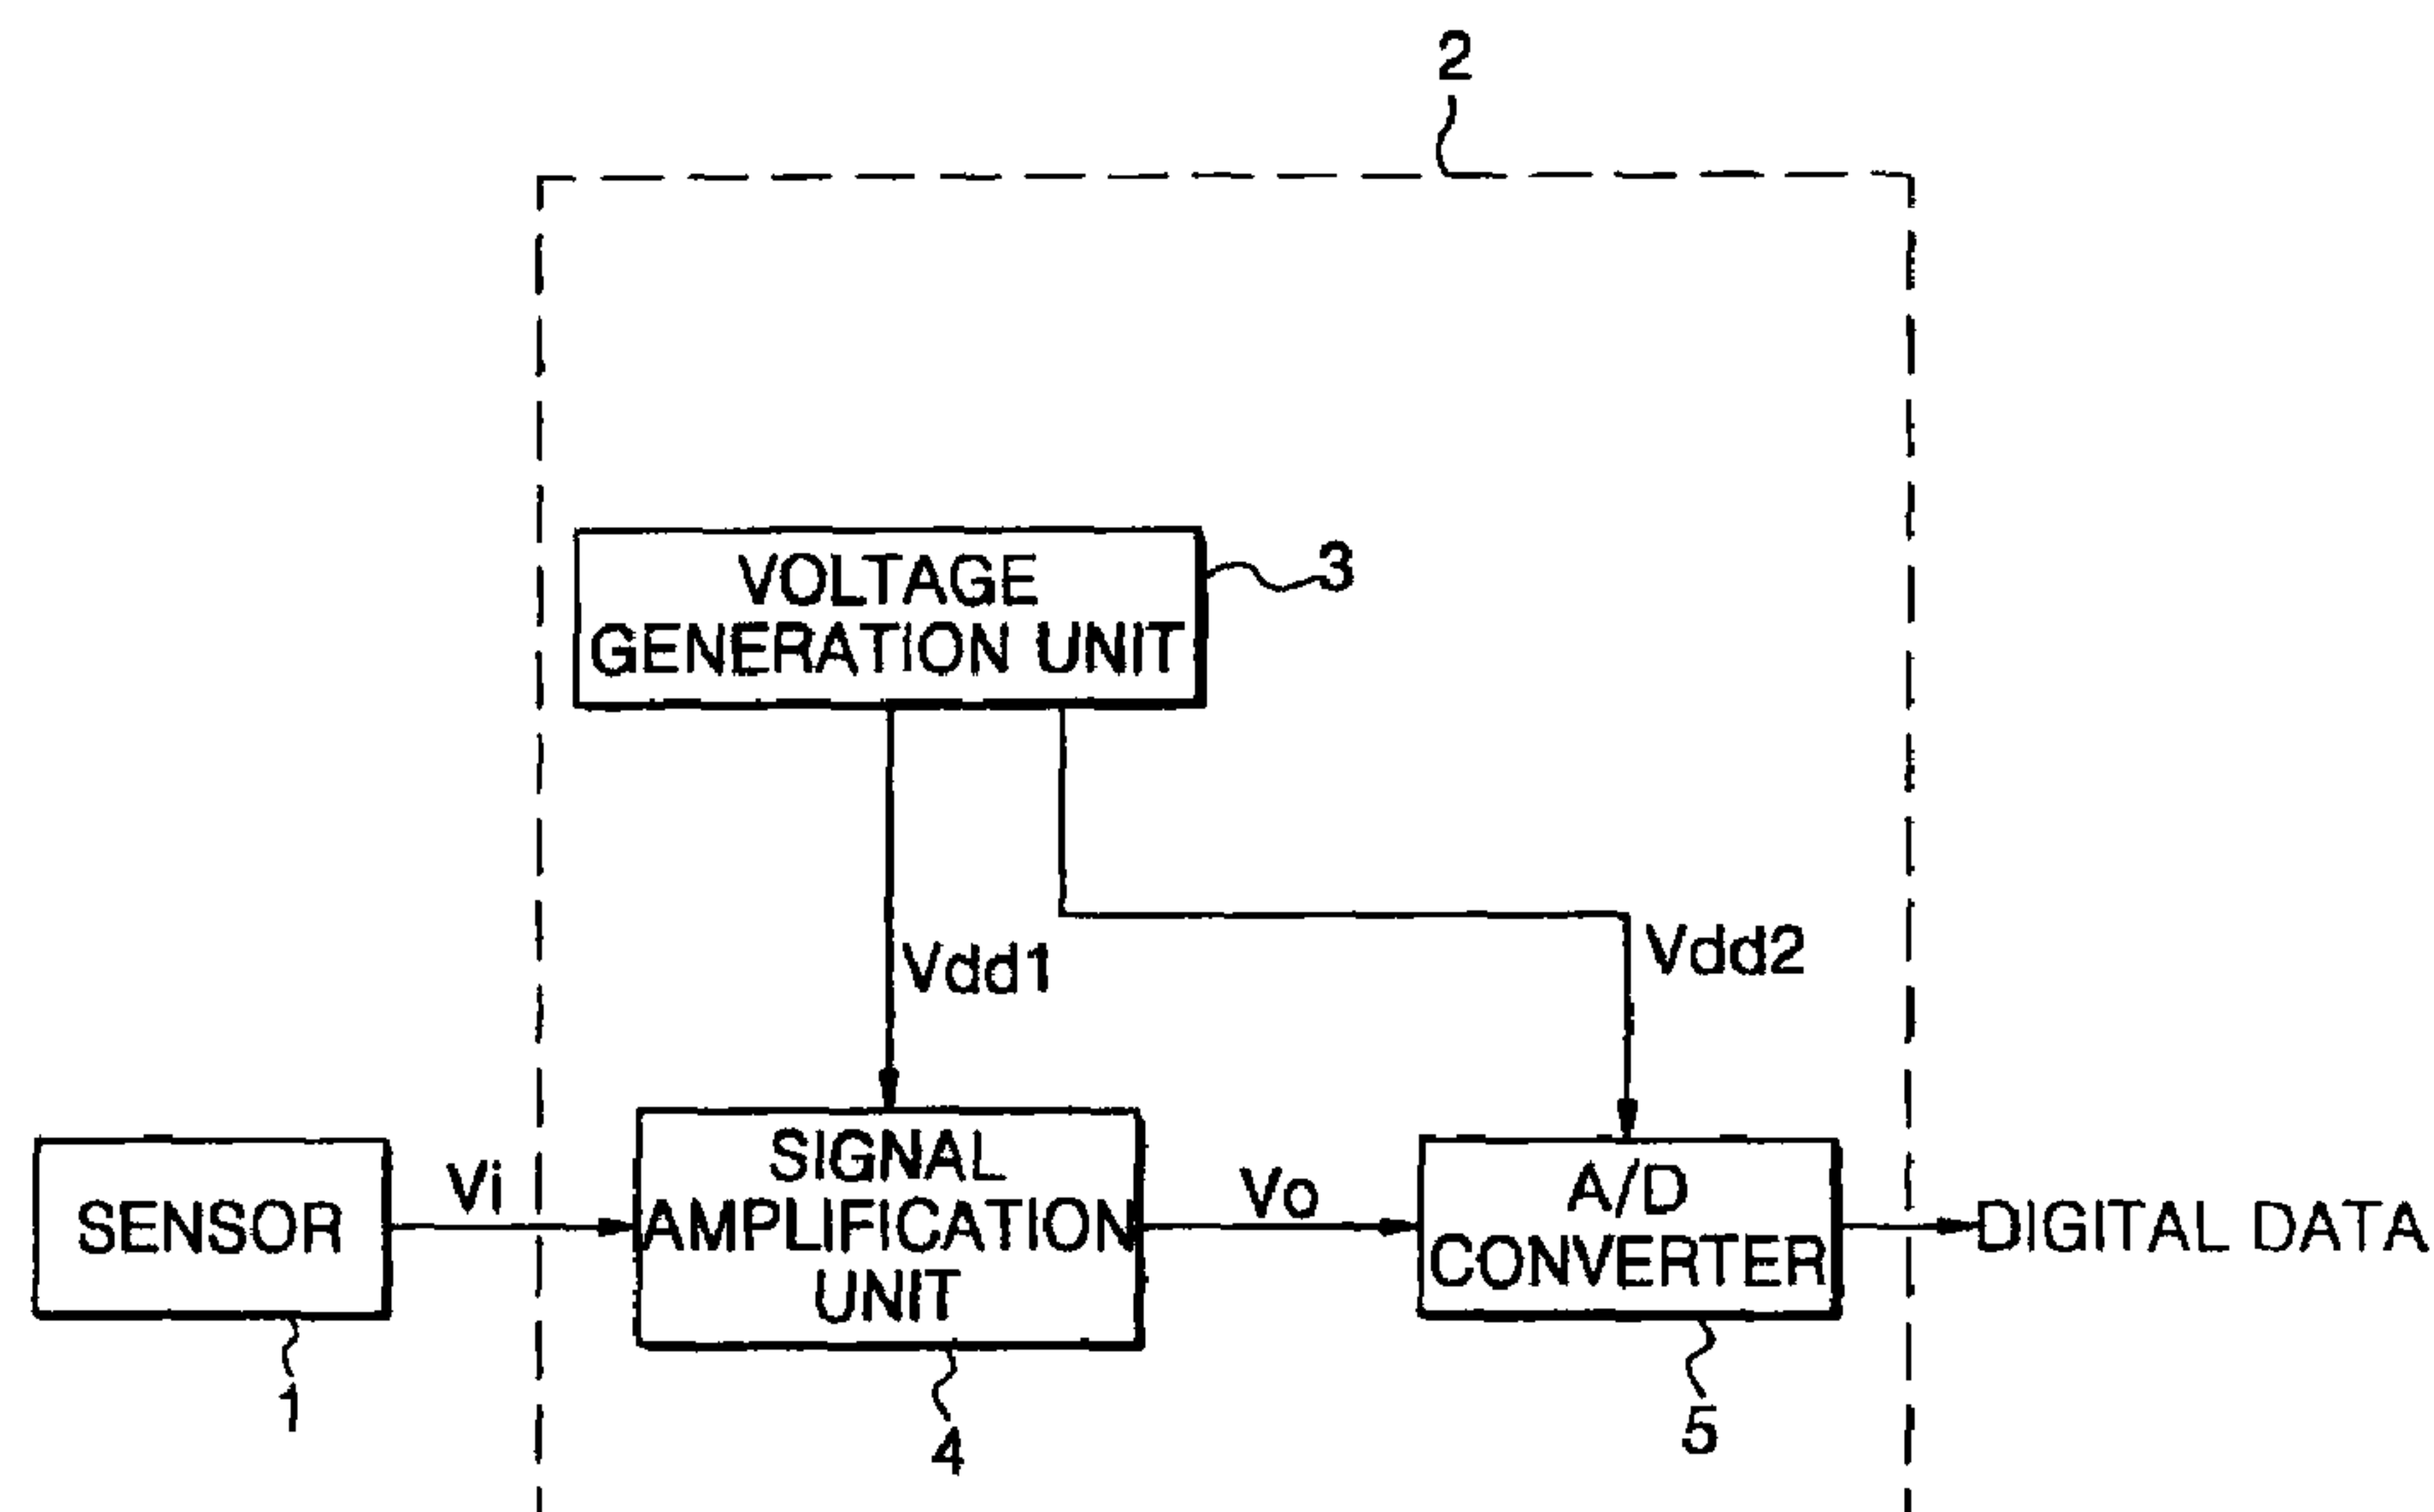 2
VOLTAGE
GENERATION UNIT
3
Vdd1
Vdd2
SENSOR
Vi
SIGNAL
AMPLIFICATION
UNIT
Vo
A/D
CONVERTER
DIGITAL DATA
1
4
5